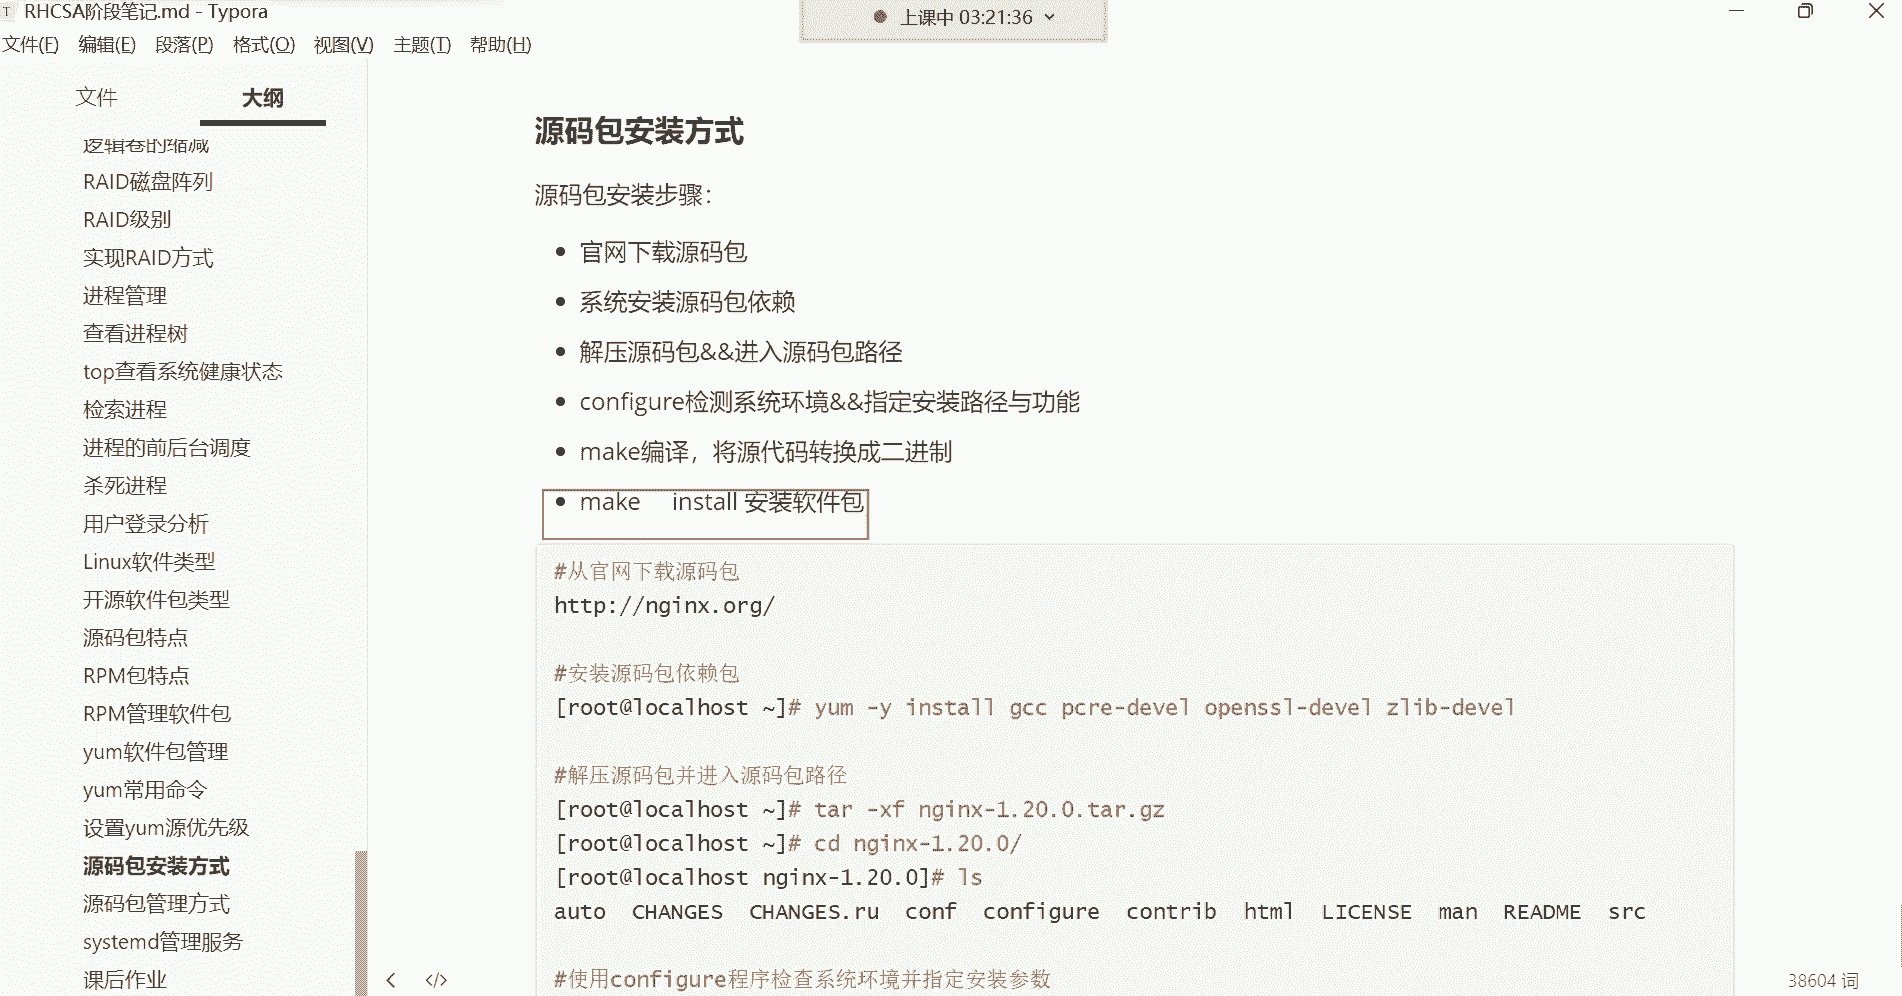 RHCSA阶段笔记.md - Typora
上课中 03:21:36
文件(F) 编辑(E) 段落(P) 格式(O) 视图(V) 主题(T) 帮助(H)
文件 大纲
逻辑卷的缩减
RAID磁盘阵列
RAID级别
实现RAID方式
进程管理
查看进程树
top查看系统健康状态
检索进程
进程的前后台调度
杀死进程
用户登录分析
Linux软件类型
开源软件包类型
源码包特点
RPM包特点
RPM管理软件包
yum软件包管理
yum常用命令
设置yum源优先级
源码包安装方式
源码包管理方式
systemd管理服务
课后作业
源码包安装方式
源码包安装步骤：
官网下载源码包
系统安装源码包依赖
解压源码包&&进入源码包路径
configure检测系统环境&&指定安装路径与功能
make编译，将源代码转换成二进制
make install 安装软件包
#从官网下载源码包
http://nginx.org/
#安装源码包依赖包
[root@localhost ~]# yum -y install gcc pcre-devel openssl-devel zlib-devel
#解压源码包并进入源码包路径
[root@localhost ~]# tar -xf nginx-1.20.0.tar.gz
[root@localhost ~]# cd nginx-1.20.0/
[root@localhost nginx-1.20.0]# ls
auto CHANGES CHANGES.ru conf configure contrib html LICENSE man README src
#使用configure程序检查系统环境并指定安装参数
38604 词